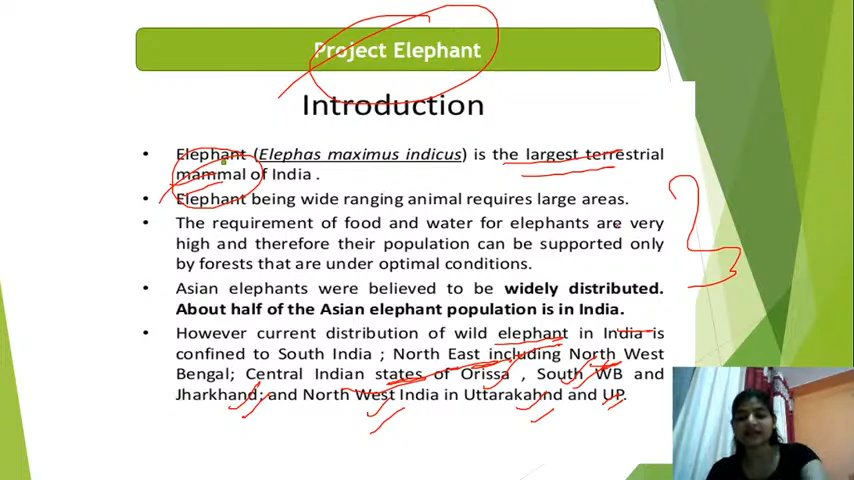 Project Elephant
Introduction
• Elephant (Elephas maximus indicus) is the largest terrestrial
mammal of India .
• Elephant being wide ranging animal requires large areas.
• The requirement of food and water for elephants are very
high and therefore their population can be supported only
by forests that are under optimal conditions.
• Asian elephants were believed to be widely distributed.
About half of the Asian elephant population is in India.
• However current distribution of wild elephant in India is
confined to South India ; North East including North West
Bengal; Central Indian states of Orissa , South WB and
Jharkhand; and North West India in Uttarakahnd and UP.